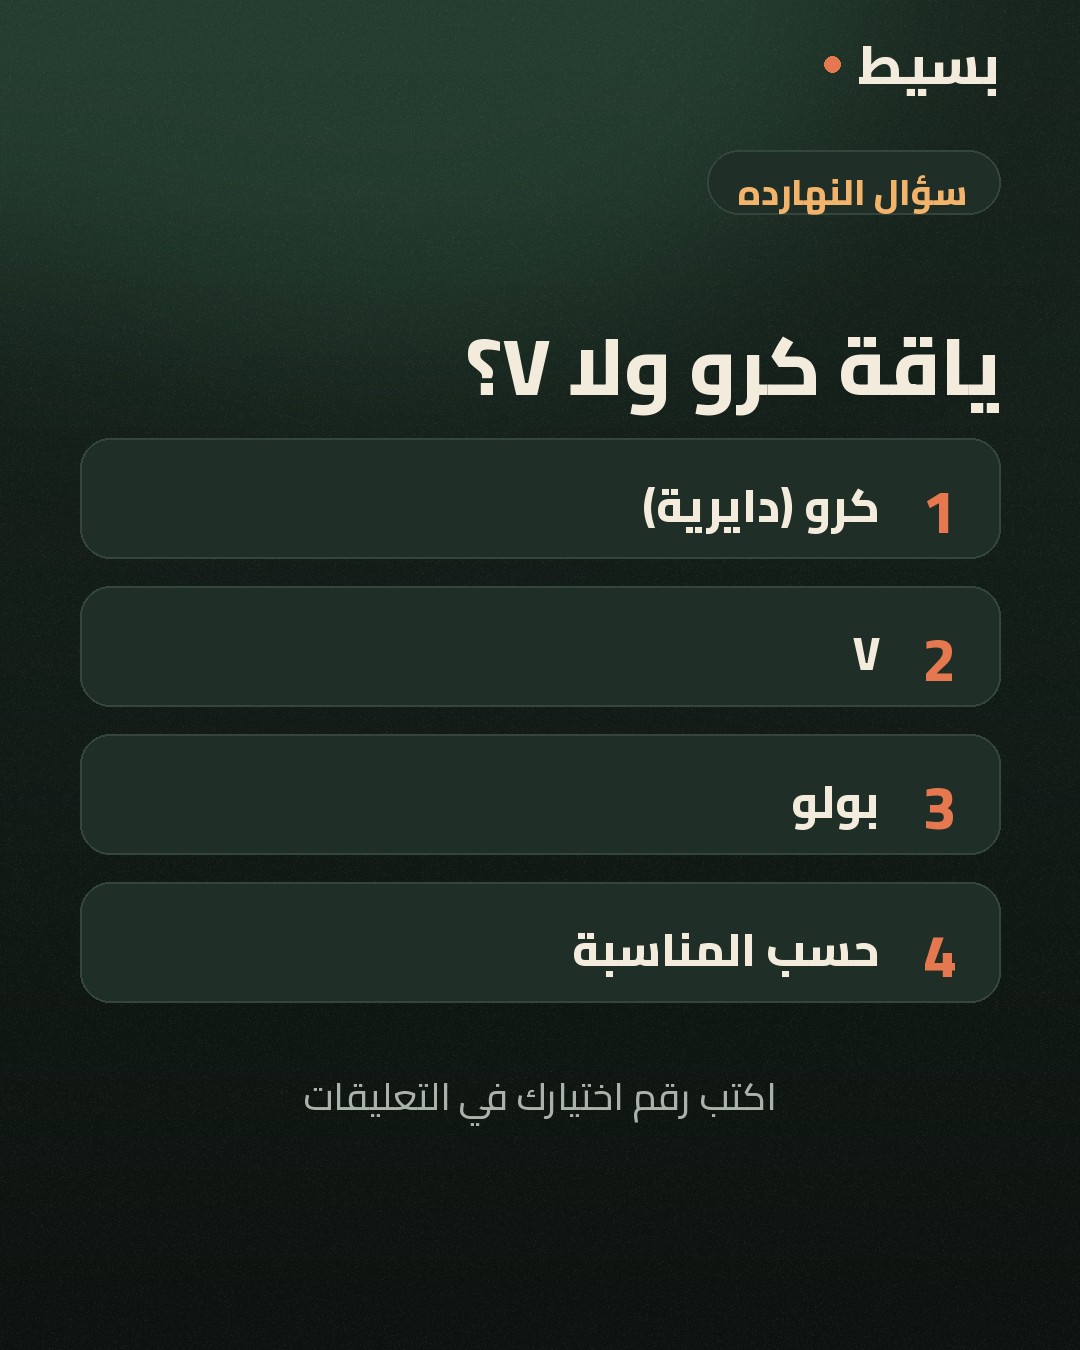 بسيط
سؤال النهارده
ياقة كرو ولا V؟
1 كرو (دايرية)
2 V
3 بولو
4 حسب المناسبة
اكتب رقم اختيارك في التعليقات